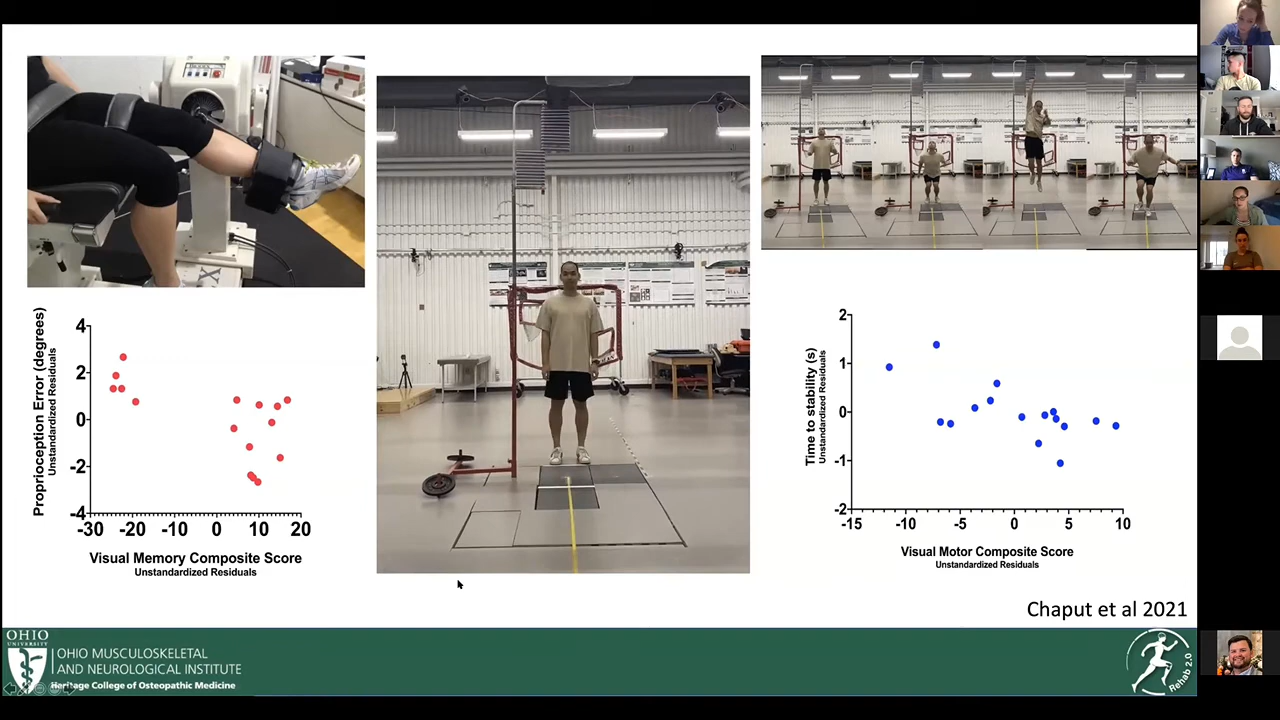 Proprioception Error (degrees)
Unstandardized Residuals
4
2
0
-2
-4
-30
-20
-10
0
10
20
Visual Memory Composite Score
Unstandardized Residuals
Time to stability (s)
Unstandardized Residuals
2
1
0
-1
-2
-15
-10
-5
0
5
10
Visual Motor Composite Score
Unstandardized Residuals
Chaput et al 2021
OHIO
UNIVERSITY
OHIO MUSCULOSKELETAL
AND NEUROLOGICAL INSTITUTE
Heritage College of Osteopathic Medicine
Rehab 2.0